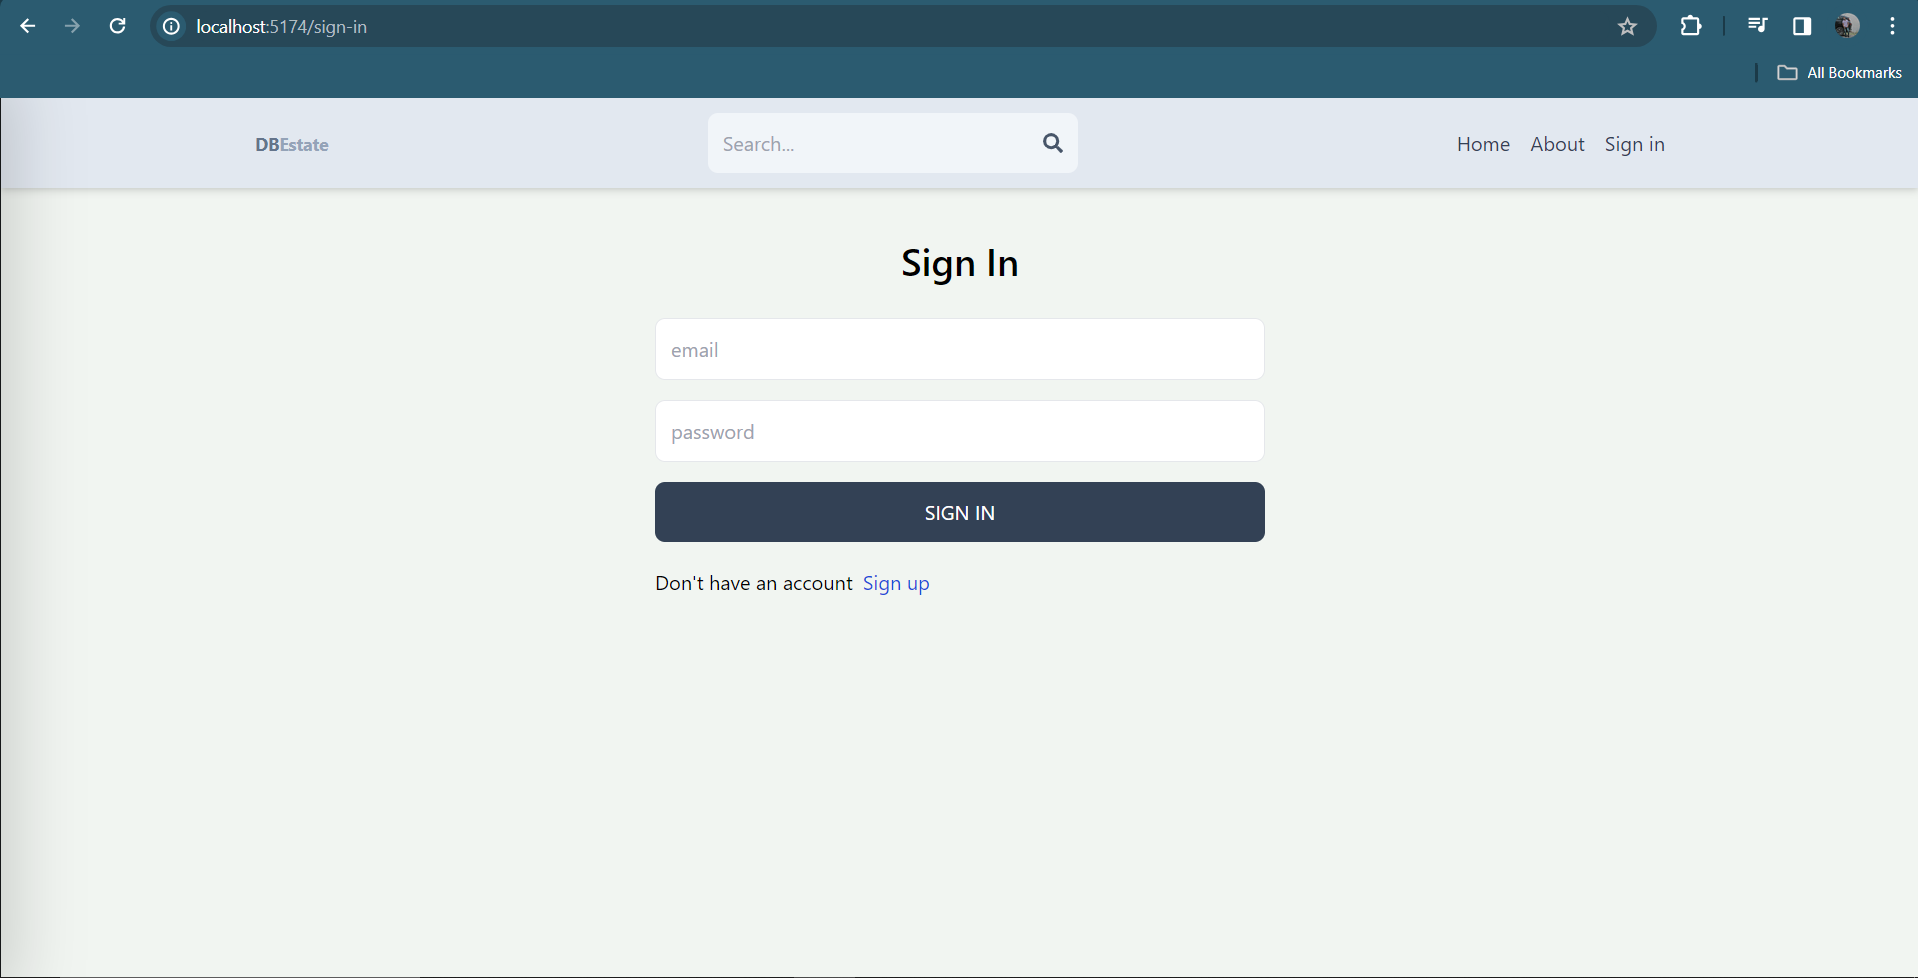 localhost:5174/sign-in
All Bookmarks
DBEstate
Search...
Home About Sign in
Sign In
email
password
SIGN IN
Don't have an account Sign up